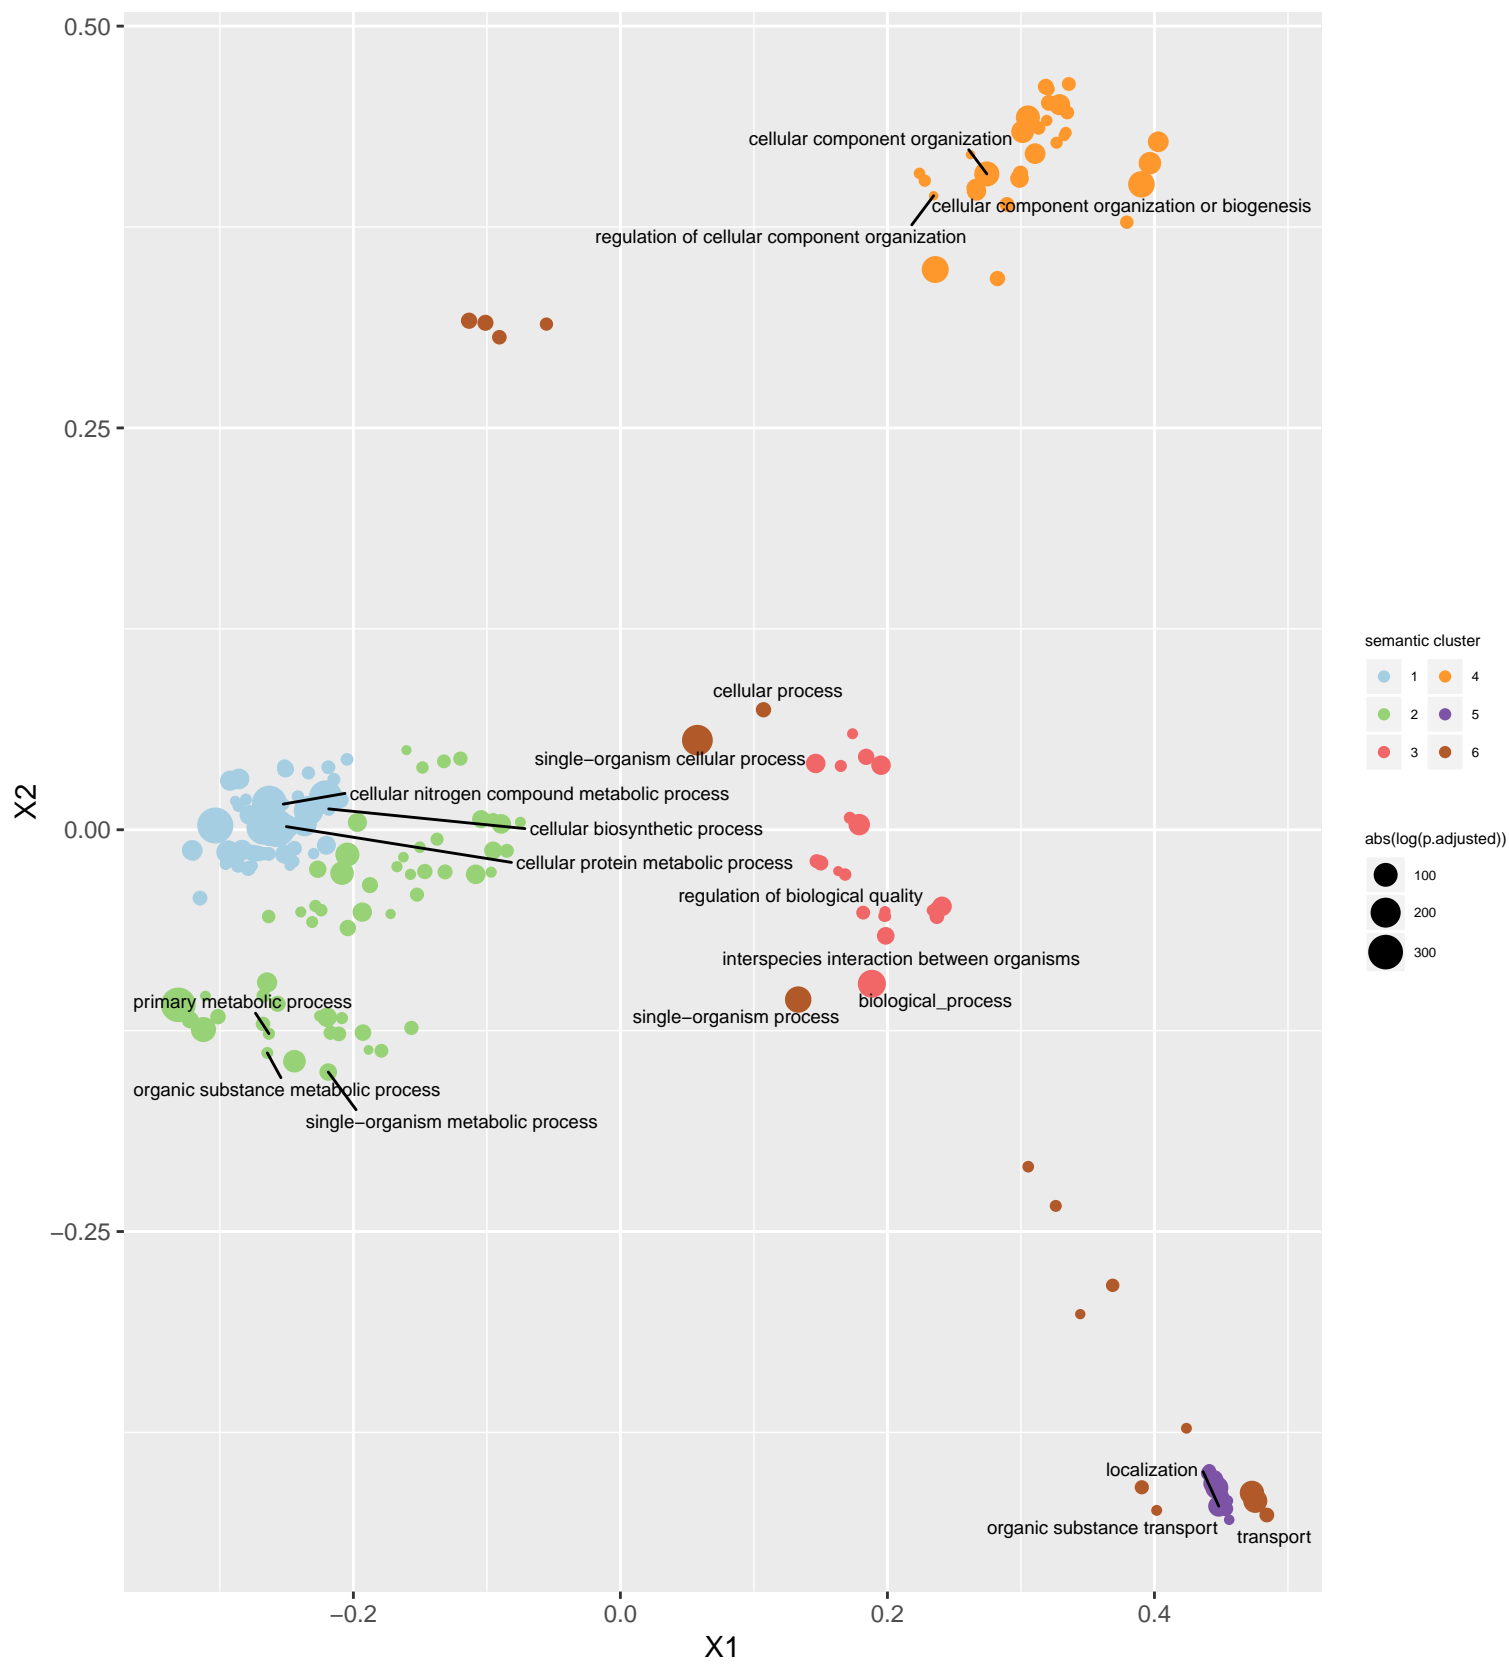 0.50
cellular component organization
cellular component organization or biogenesis
regulation of cellular component organization
0.25
semantic cluster
1
4
2
5
3
6
cellular process
single−organism cellular process
cellular nitrogen compound metabolic process
X2
0.00
cellular biosynthetic process
abs(log(p.adjusted))
cellular protein metabolic process
100
regulation of biological quality
200
interspecies interaction between organisms
300
primary metabolic process
biological_process
single−organism process
organic substance metabolic process
single−organism metabolic process
−0.25
localization
organic substance transport
transport
−0.2
0.0
0.2
0.4
X1